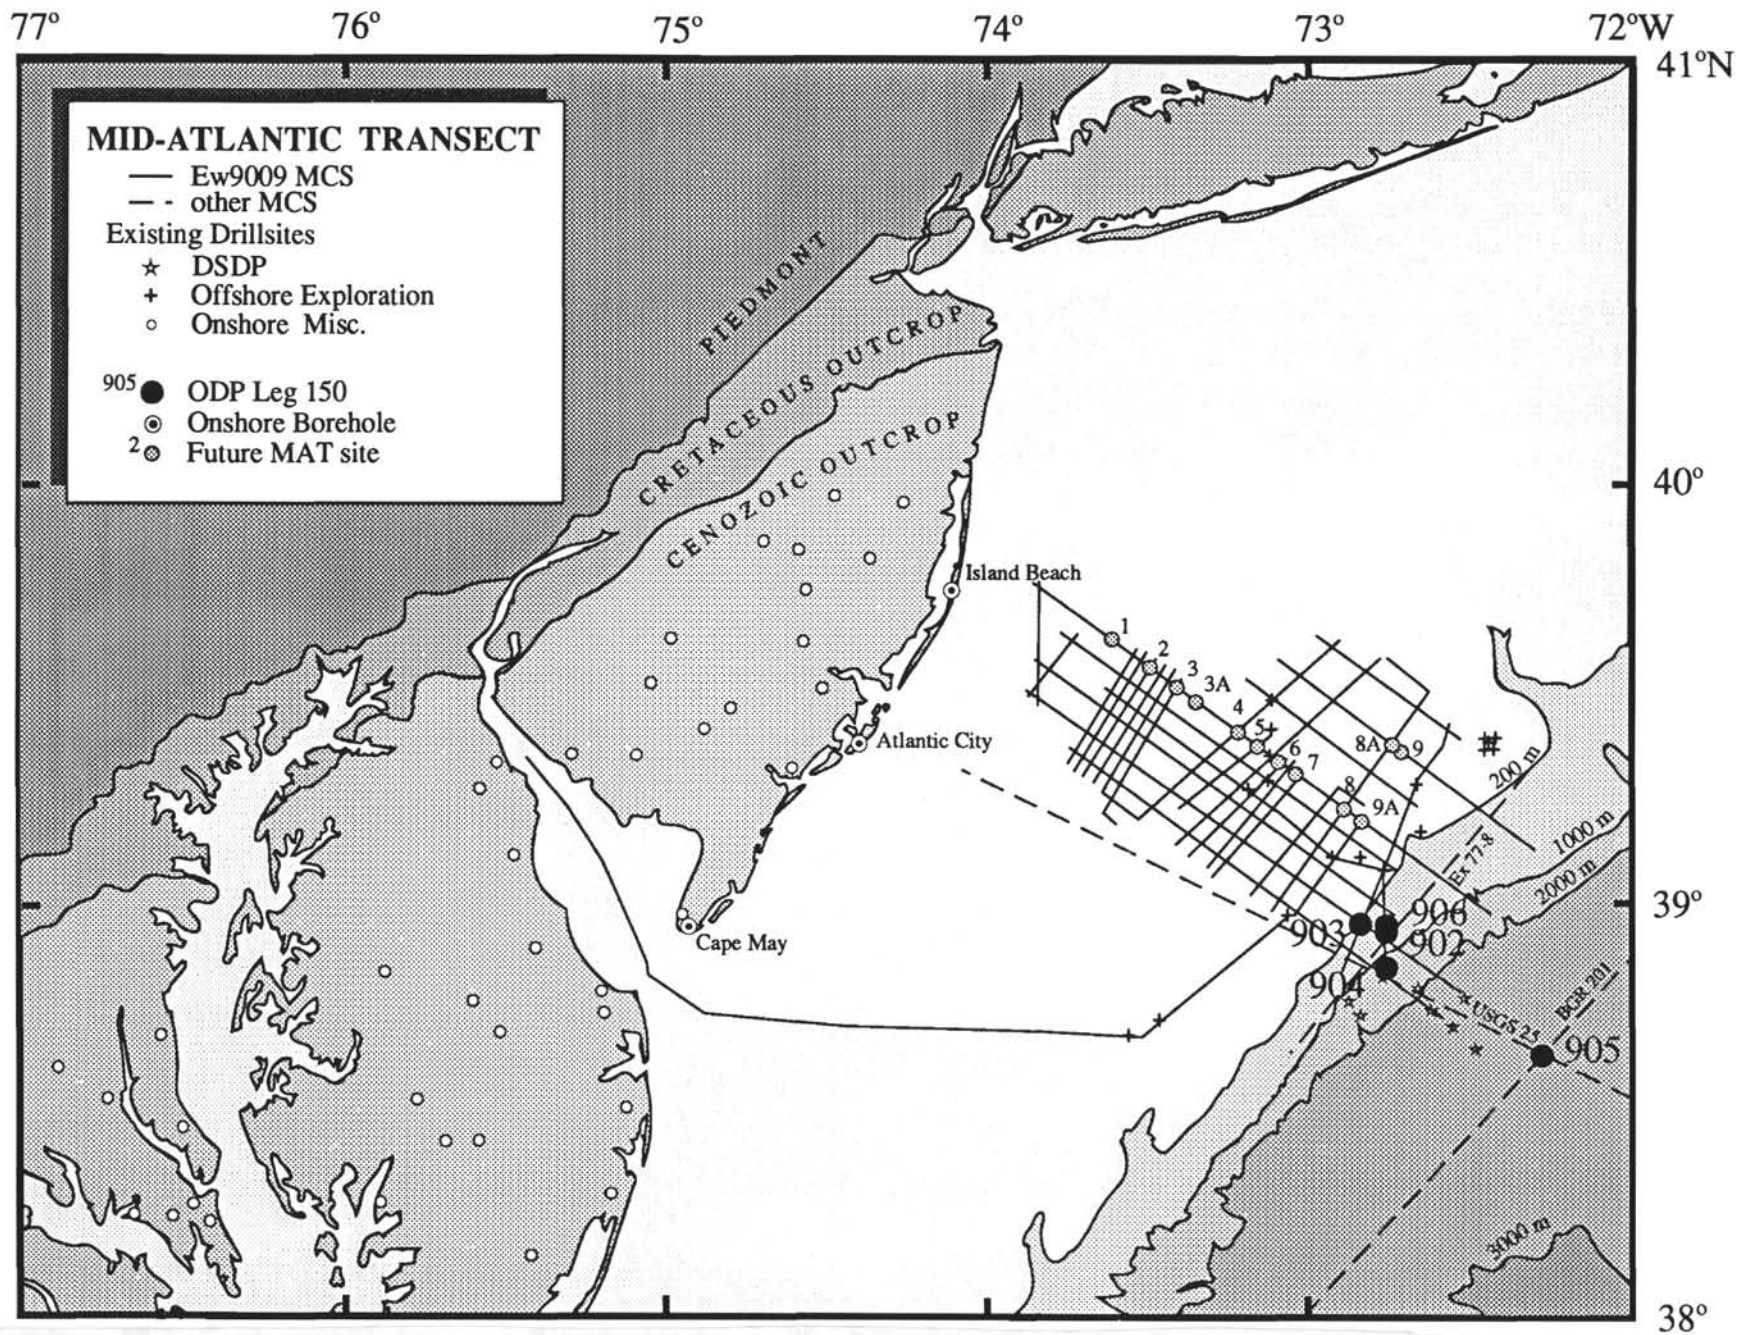 77° 76° 75° 74° 73° 72°W
41°N
MID-ATLANTIC TRANSECT
Ew9009 MCS
other MCS
Existing Drillsites
DSDP
Offshore Exploration
Onshore Misc.
905 ODP Leg 150
Onshore Borehole
2 Future MAT site
PIEDMONT
CRETACEOUS OUTCROP
CENOZOIC OUTCROP
40°
Island Beach
1
2
3
3A
4
5
6
7
8A
9
8
9A
Atlantic City
200 m
1000 m
2000 m
Ex 77-8
39°
906
903
902
Cape May
904
USGS 25
BGR 201
905
3000 m
38°